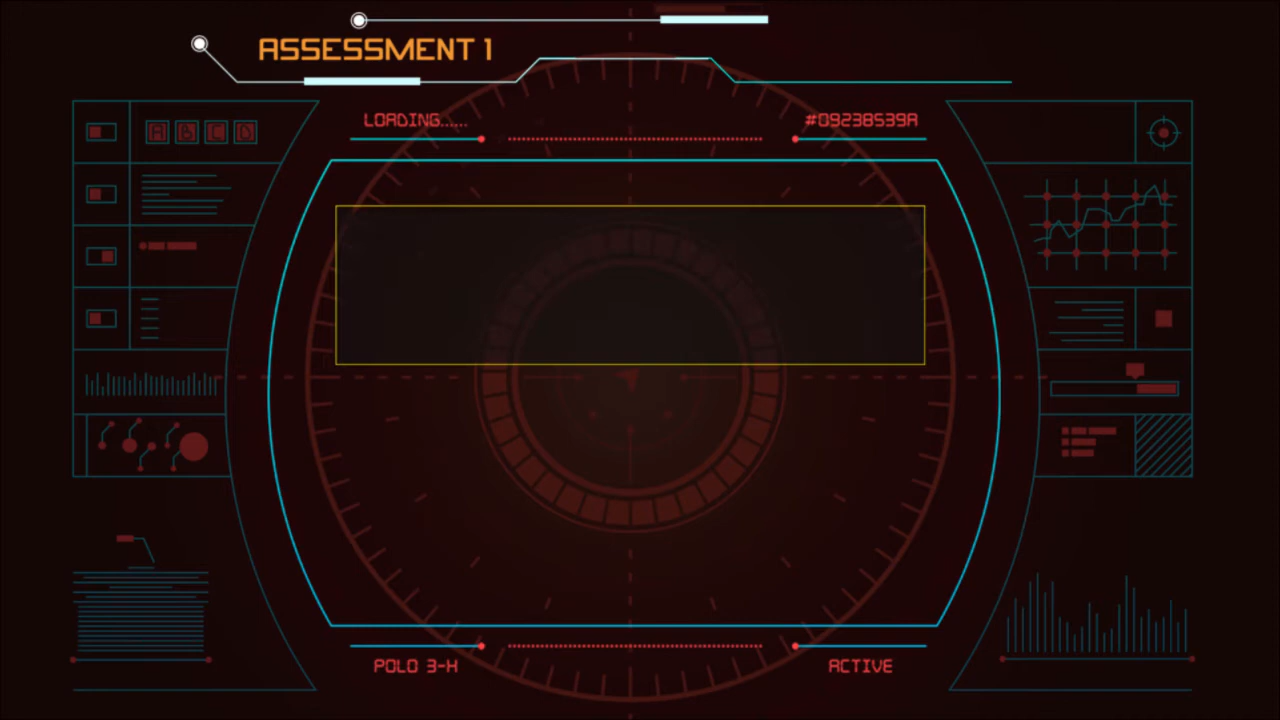 ASSESSMENT 1
LOADING...... #09238539A
A B C D
POLO 3-H ACTIVE